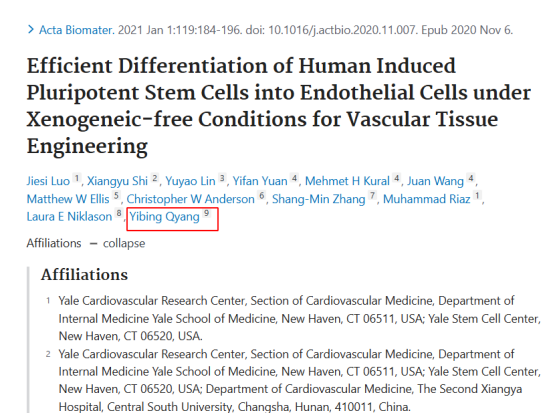 > Acta Biomater. 2021 Jan 1:119:184-196. doi: 10.1016/j.actbio.2020.11.007. Epub 2020 Nov 6.
Efficient Differentiation of Human Induced
Pluripotent Stem Cells into Endothelial Cells under
Xenogeneic-free Conditions for Vascular Tissue
Engineering
Jiesi Luo 1, Xiangyu Shi 2, Yuyao Lin 3, Yifan Yuan 4, Mehmet H Kural 4, Juan Wang 4,
Matthew W Ellis 5, Christopher W Anderson 6, Shang-Min Zhang 7, Muhammad Riaz 1,
Laura E Niklason 8, Yibing Qyang 9
Affiliations – collapse
Affiliations
1 Yale Cardiovascular Research Center, Section of Cardiovascular Medicine, Department of
Internal Medicine Yale School of Medicine, New Haven, CT 06511, USA; Yale Stem Cell Center,
New Haven, CT 06520, USA.
2 Yale Cardiovascular Research Center, Section of Cardiovascular Medicine, Department of
Internal Medicine Yale School of Medicine, New Haven, CT 06511, USA; Yale Stem Cell Center,
New Haven, CT 06520, USA; Department of Cardiovascular Medicine, The Second Xiangya
Hospital, Central South University, Changsha, Hunan, 410011, China.